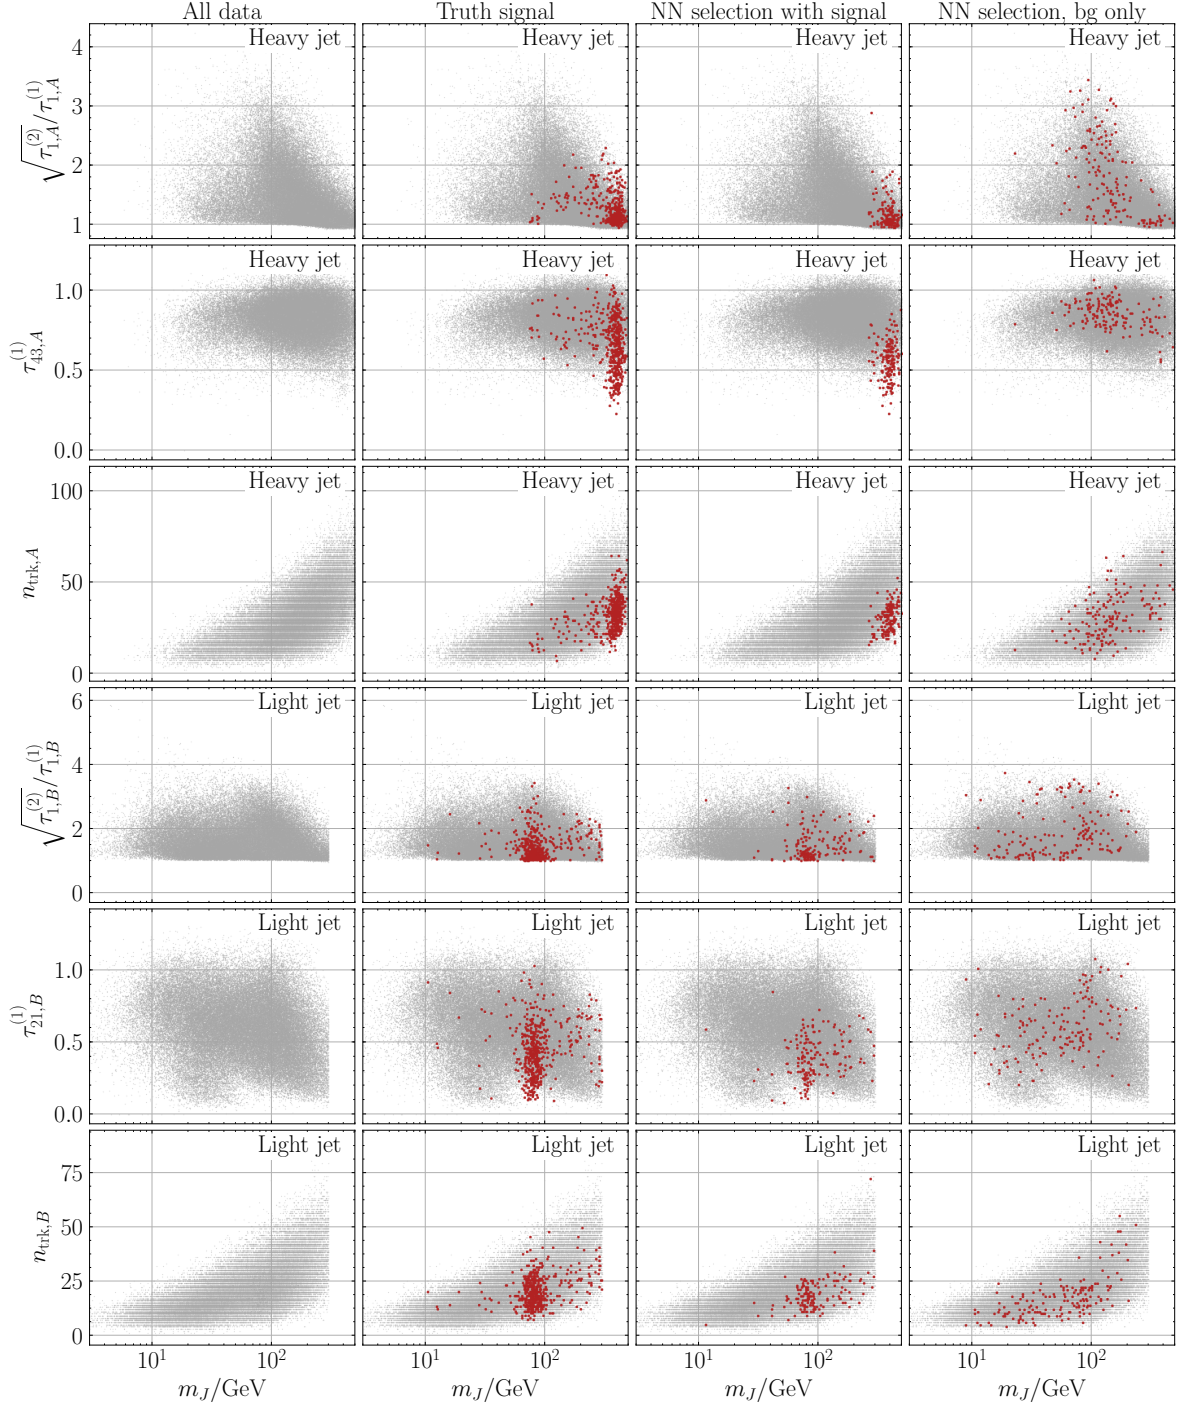 All data Truth signal NN selection with signal NN selection, bg only
Heavy jet Heavy jet Heavy jet Heavy jet
4
3
2
1
√τ_{1,A}^{(2)}/τ_{1,A}^{(1)}
Heavy jet Heavy jet Heavy jet Heavy jet
1.0
0.5
0.0
τ_{43,A}^{(1)}
Heavy jet Heavy jet Heavy jet Heavy jet
100
50
0
n_{trk,A}
Light jet Light jet Light jet Light jet
6
4
2
0
√τ_{1,B}^{(2)}/τ_{1,B}^{(1)}
Light jet Light jet Light jet Light jet
1.0
0.5
0.0
τ_{21,B}^{(1)}
Light jet Light jet Light jet Light jet
75
50
25
0
n_{trk,B}
10^1 10^2 10^1 10^2 10^1 10^2 10^1 10^2
m_J/GeV m_J/GeV m_J/GeV m_J/GeV